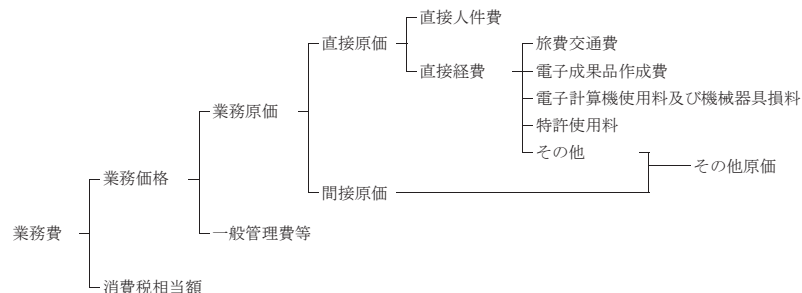 直接人件費
直接原価
旅費交通費
直接経費
電子成果品作成費
電子計算機使用料及び機械器具損料
業務原価
特許使用料
その他
その他原価
業務価格
間接原価
業務費
一般管理費等
消費税相当額